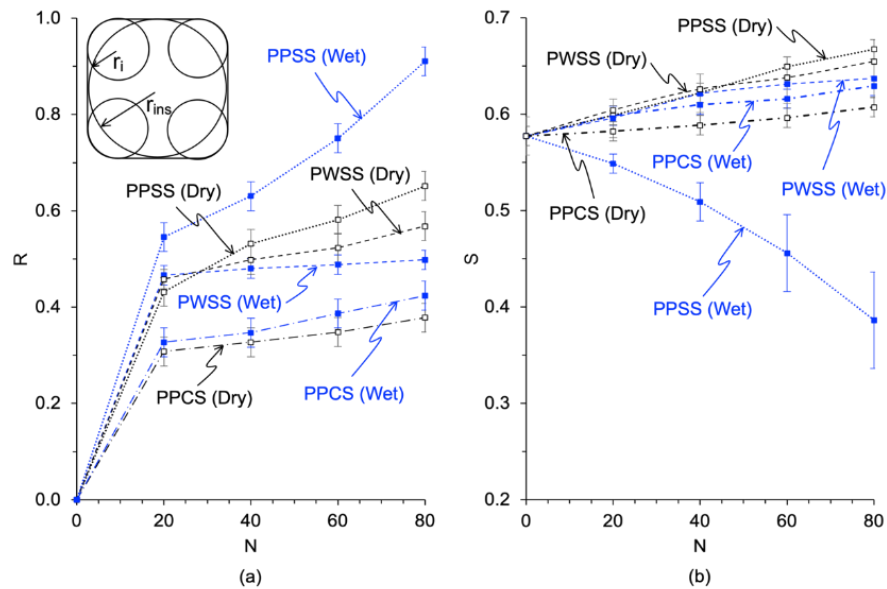 1.0
0.8
0.6
0.4
0.2
0.0
R
0
20
40
60
80
N
(a)
ri
rins
PPSS (Wet)
PPSS (Dry)
PWSS (Dry)
PWSS (Wet)
PPCS (Dry)
PPCS (Wet)
0.7
0.6
0.5
0.4
0.3
0.2
S
0
20
40
60
80
N
(b)
PPSS (Dry)
PWSS (Dry)
PPCS (Wet)
PWSS (Wet)
PPCS (Dry)
PPSS (Wet)